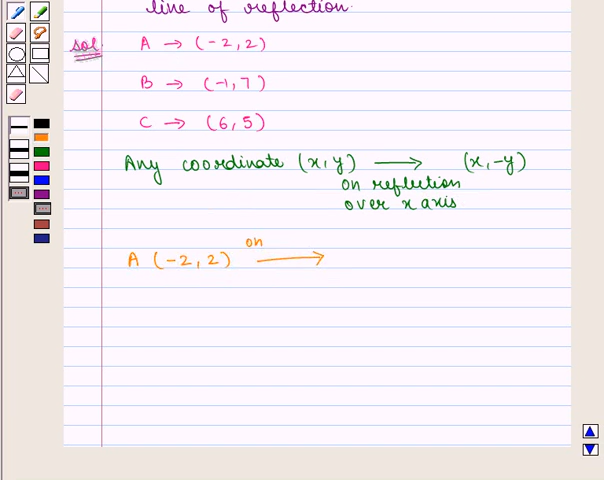 line of reflection.
Sol A → (-2, 2)
B → (-1, 7)
C → (6, 5)
Any coordinate (x, y) ⟶ (x, -y)
on reflection
over x axis
on
A (-2, 2) ⟶